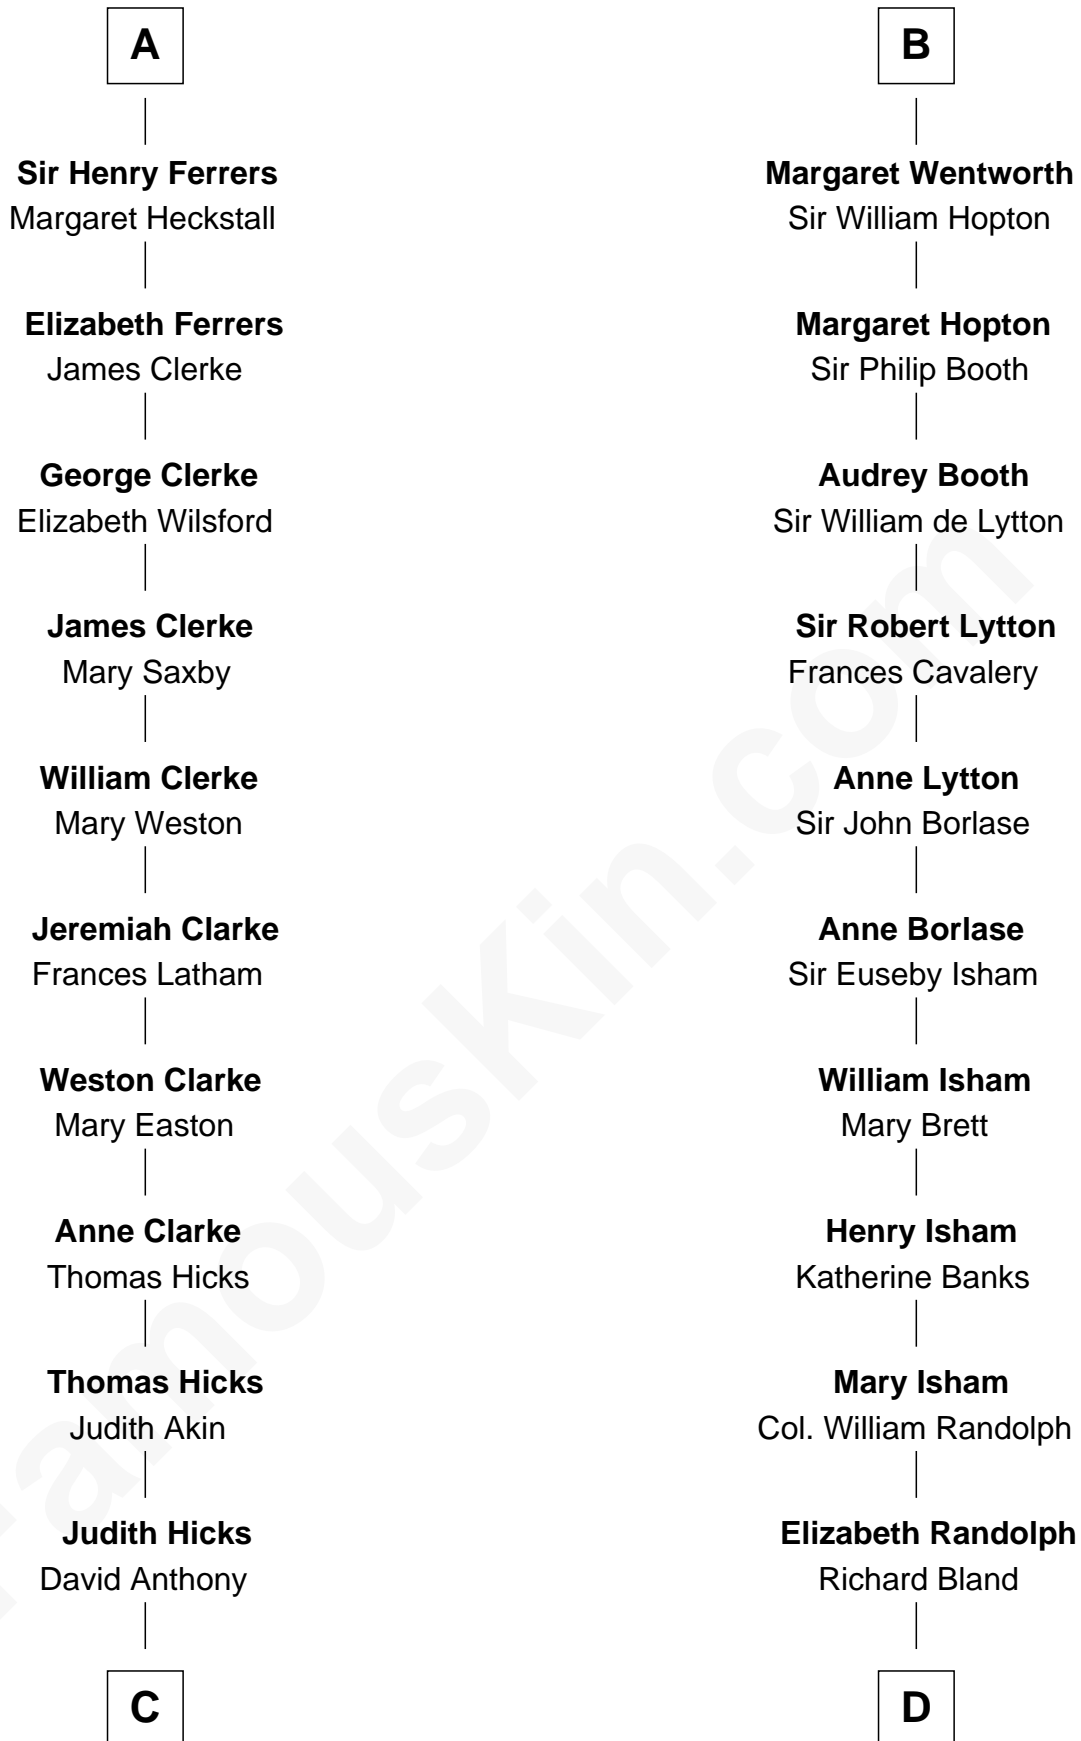 A
Sir Henry Ferrers
Margaret Heckstall
Elizabeth Ferrers
James Clerke
George Clerke
Elizabeth Wilsford
James Clerke
Mary Saxby
William Clerke
Mary Weston
Jeremiah Clarke
Frances Latham
Weston Clarke
Mary Easton
Anne Clarke
Thomas Hicks
Thomas Hicks
Judith Akin
Judith Hicks
David Anthony
C
B
Margaret Wentworth
Sir William Hopton
Margaret Hopton
Sir Philip Booth
Audrey Booth
Sir William de Lytton
Sir Robert Lytton
Frances Cavalery
Anne Lytton
Sir John Borlase
Anne Borlase
Sir Euseby Isham
William Isham
Mary Brett
Henry Isham
Katherine Banks
Mary Isham
Col. William Randolph
Elizabeth Randolph
Richard Bland
D
FamousKin.com